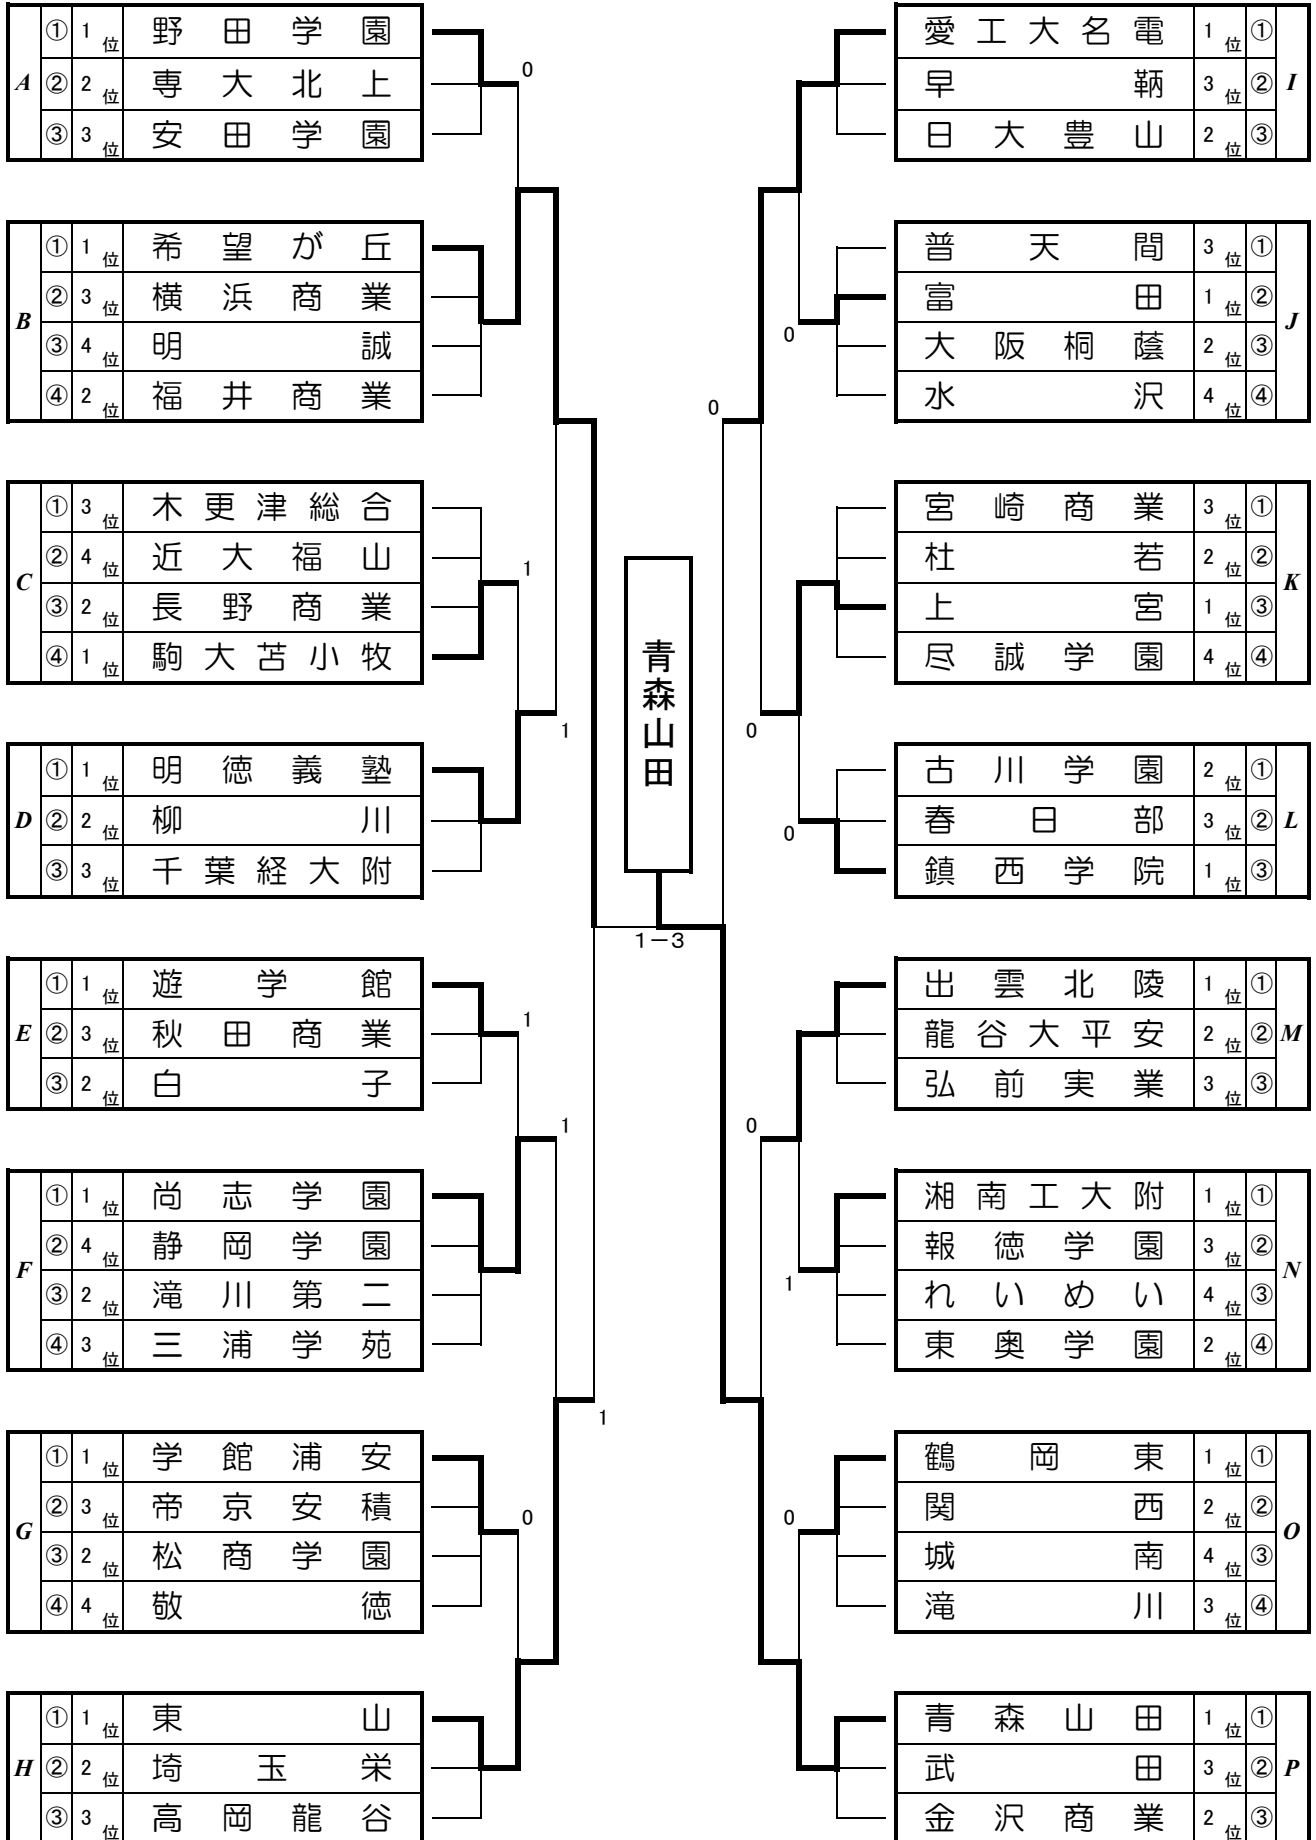 A
① 1位 野田学園
② 2位 専大北上
③ 3位 安田学園
0
B
① 1位 希望が丘
② 3位 横浜商業
③ 4位 明誠
④ 2位 福井商業
C
① 3位 木更津総合
② 4位 近大福山
③ 2位 長野商業
④ 1位 駒大苫小牧
1
1
D
① 1位 明徳義塾
② 2位 柳川
③ 3位 千葉経大附
E
① 1位 遊学館
② 3位 秋田商業
③ 2位 白子
1
1
F
① 1位 尚志学園
② 4位 静岡学園
③ 2位 滝川第二
④ 3位 三浦学苑
1
G
① 1位 学館浦安
② 3位 帝京安積
③ 2位 松商学園
④ 4位 敬徳
0
H
① 1位 東山
② 2位 埼玉栄
③ 3位 高岡龍谷
青森山田
1－3
愛工大名電 1位 ①
早鞆 3位 ②
日大豊山 2位 ③
I
普天間 3位 ①
富田 1位 ②
大阪桐蔭 2位 ③
水沢 4位 ④
J
0
0
宮崎商業 3位 ①
杜若 2位 ②
上宮 1位 ③
尽誠学園 4位 ④
K
0
古川学園 2位 ①
春日部 3位 ②
鎮西学院 1位 ③
L
0
出雲北陵 1位 ①
龍谷大平安 2位 ②
弘前実業 3位 ③
M
0
湘南工大附 1位 ①
報徳学園 3位 ②
れいめい 4位 ③
東奥学園 2位 ④
N
1
鶴岡東 1位 ①
関西 2位 ②
城南 4位 ③
滝川 3位 ④
O
0
青森山田 1位 ①
武田 3位 ②
金沢商業 2位 ③
P